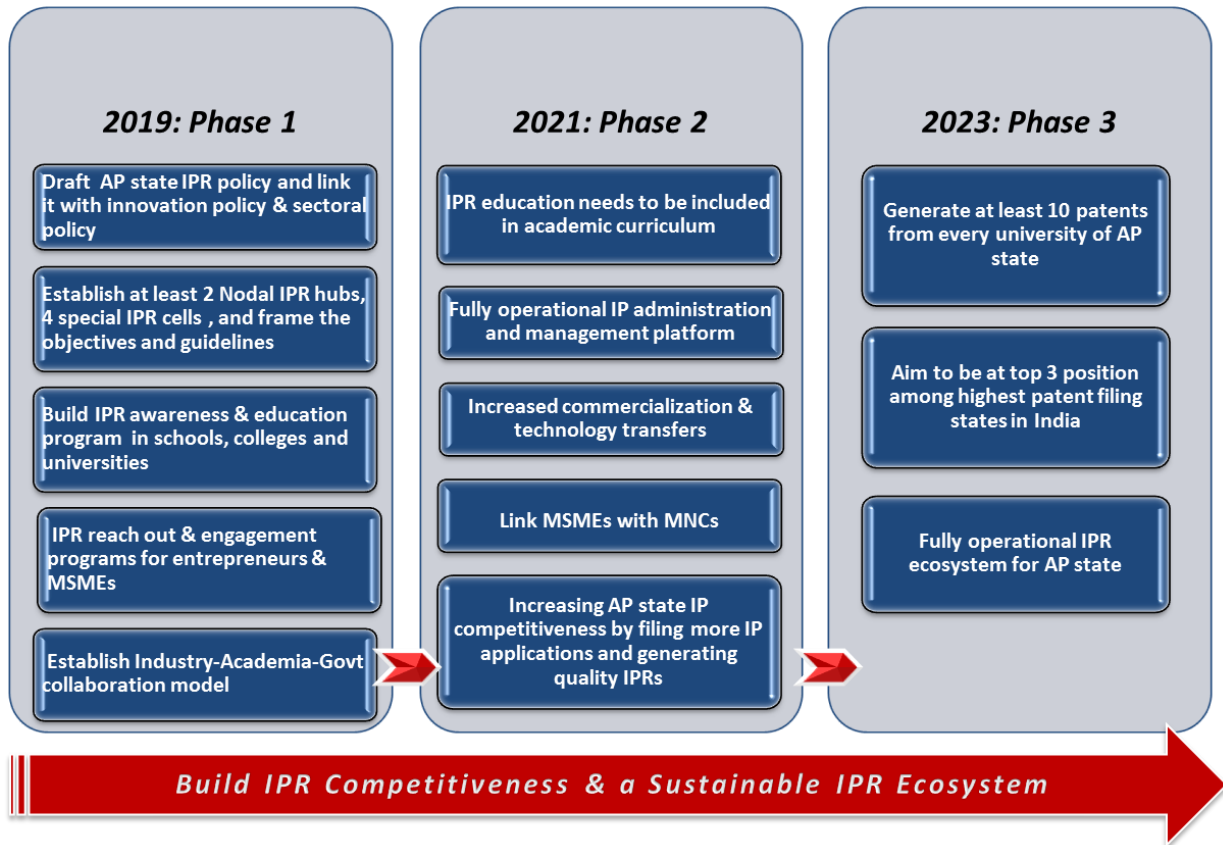 2019: Phase 1
Draft AP state IPR policy and link
it with innovation policy & sectoral
policy
Establish at least 2 Nodal IPR hubs,
4 special IPR cells , and frame the
objectives and guidelines
Build IPR awareness & education
program in schools, colleges and
universities
IPR reach out & engagement
programs for entrepreneurs &
MSMEs
Establish Industry-Academia-Govt
collaboration model
2021: Phase 2
IPR education needs to be included
in academic curriculum
Fully operational IP administration
and management platform
Increased commercialization &
technology transfers
Link MSMEs with MNCs
Increasing AP state IP
competitiveness by filing more IP
applications and generating
quality IPRs
2023: Phase 3
Generate at least 10 patents
from every university of AP
state
Aim to be at top 3 position
among highest patent filing
states in India
Fully operational IPR
ecosystem for AP state
Build IPR Competitiveness & a Sustainable IPR Ecosystem